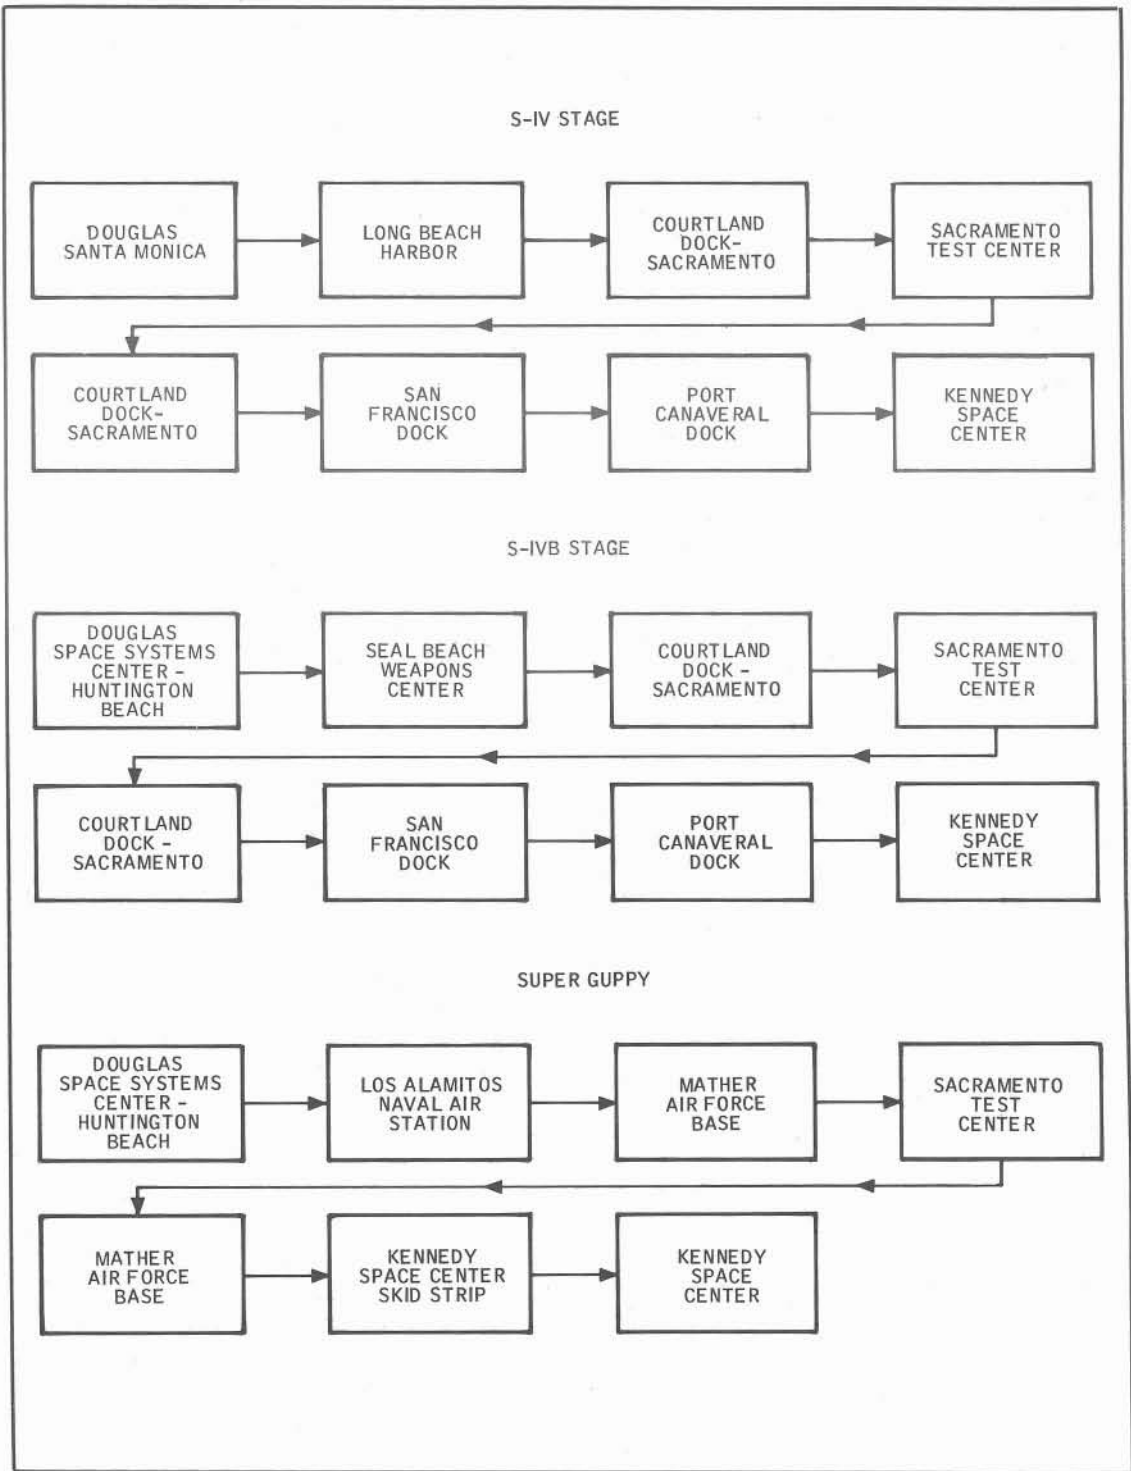 S-IV STAGE
DOUGLAS
SANTA MONICA
LONG BEACH
HARBOR
COURTLAND
DOCK-
SACRAMENTO
SACRAMENTO
TEST CENTER
COURTLAND
DOCK-
SACRAMENTO
SAN
FRANCISCO
DOCK
PORT
CANAVERAL
DOCK
KENNEDY
SPACE
CENTER
S-IVB STAGE
DOUGLAS
SPACE SYSTEMS
CENTER -
HUNTINGTON
BEACH
SEAL BEACH
WEAPONS
CENTER
COURTLAND
DOCK -
SACRAMENTO
SACRAMENTO
TEST
CENTER
COURTLAND
DOCK -
SACRAMENTO
SAN
FRANCISCO
DOCK
PORT
CANAVERAL
DOCK
KENNEDY
SPACE
CENTER
SUPER GUPPY
DOUGLAS
SPACE SYSTEMS
CENTER -
HUNTINGTON
BEACH
LOS ALAMITOS
NAVAL AIR
STATION
MATHER
AIR FORCE
BASE
SACRAMENTO
TEST
CENTER
MATHER
AIR FORCE
BASE
KENNEDY
SPACE CENTER
SKID STRIP
KENNEDY
SPACE
CENTER